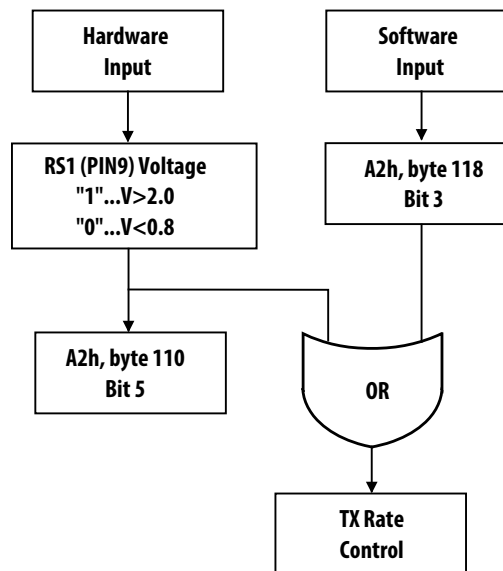 Hardware
Input
Software
Input
RS1 (PIN9) Voltage
"1"...V>2.0
"0"...V<0.8
A2h, byte 118
Bit 3
A2h, byte 110
Bit 5
OR
TX Rate
Control